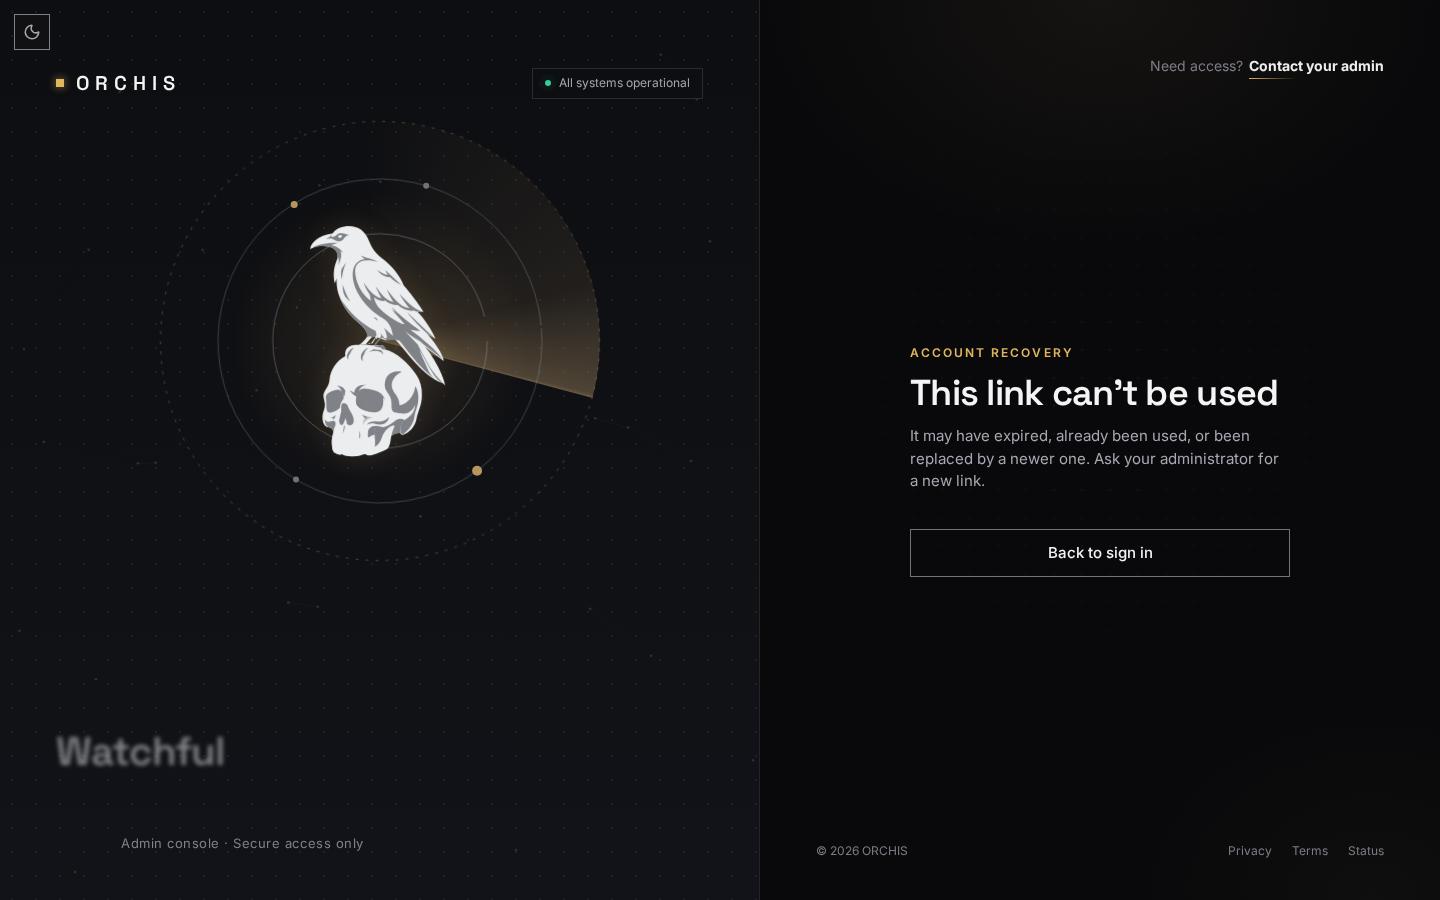 ORCHIS
All systems operational
Need access? Contact your admin
ACCOUNT RECOVERY
This link can’t be used
It may have expired, already been used, or been
replaced by a newer one. Ask your administrator for
a new link.
Back to sign in
Watchful
Admin console · Secure access only
© 2026 ORCHIS
Privacy Terms Status